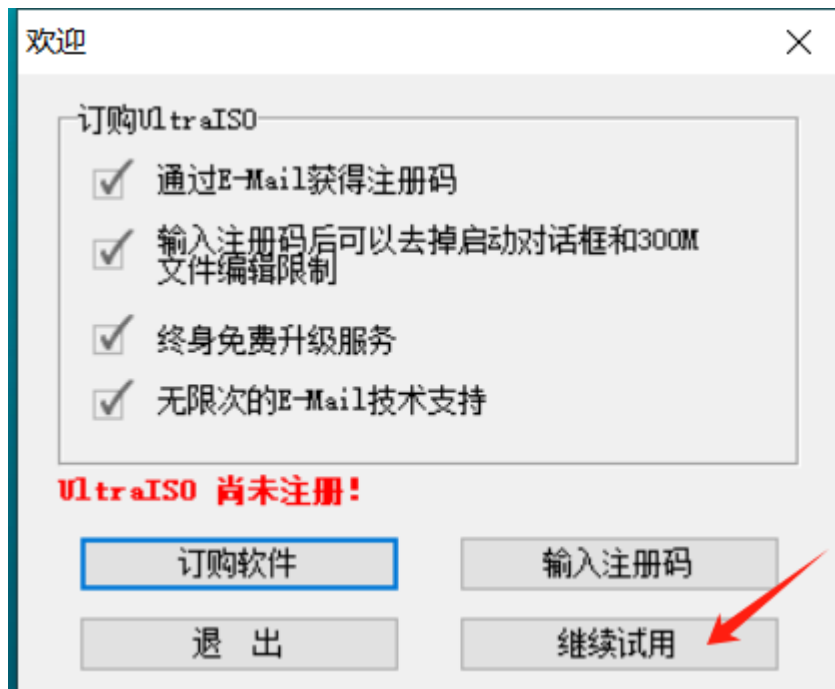 欢迎
订购UltraISO
通过E-Mail获得注册码
输入注册码后可以去掉启动对话框和300M
文件编辑限制
终身免费升级服务
无限次的E-Mail技术支持
UltraISO 尚未注册!
订购软件 输入注册码
退 出 继续试用